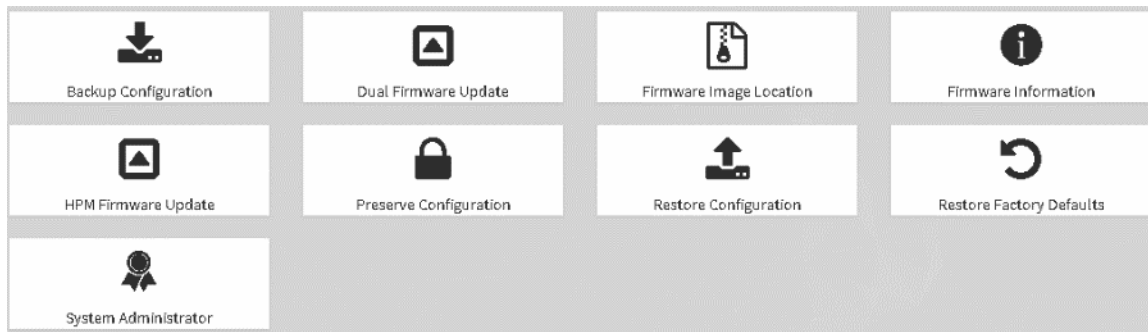 Backup Configuration
Dual Firmware Update
Firmware Image Location
Firmware Information
HPM Firmware Update
Preserve Configuration
Restore Configuration
Restore Factory Defaults
System Administrator